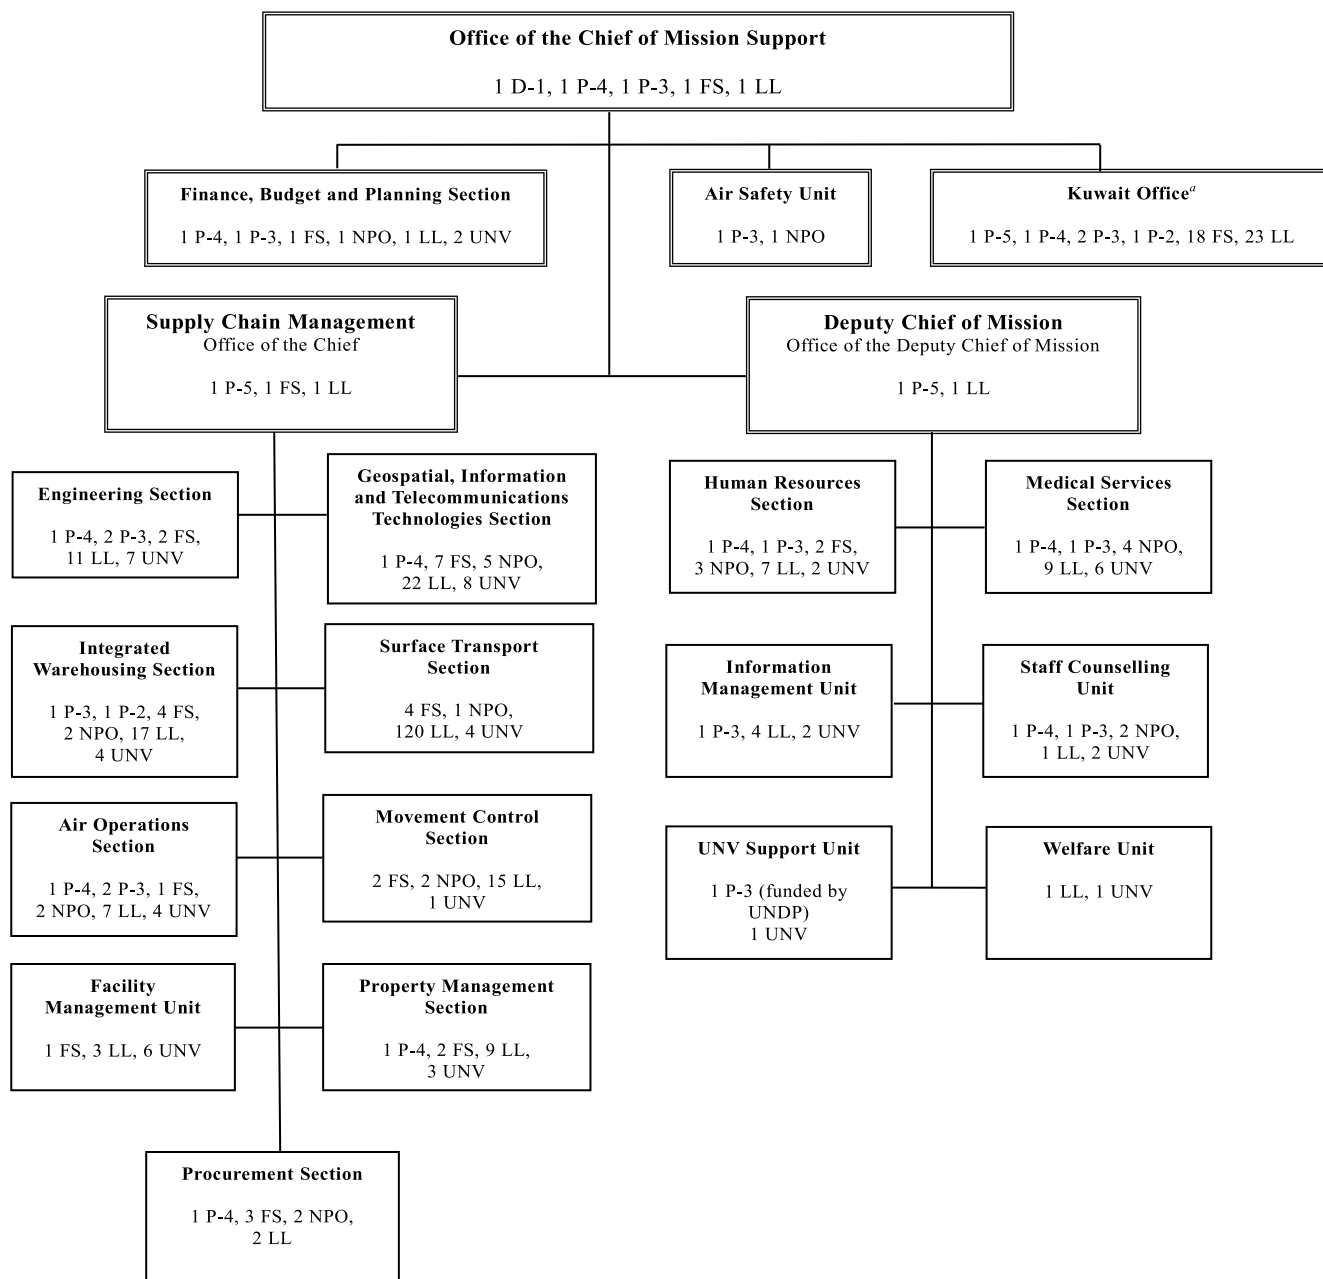 Office of the Chief of Mission Support
1 D-1, 1 P-4, 1 P-3, 1 FS, 1 LL
Finance, Budget and Planning Section
1 P-4, 1 P-3, 1 FS, 1 NPO, 1 LL, 2 UNV
Air Safety Unit
1 P-3, 1 NPO
Kuwait Officeᵃ
1 P-5, 1 P-4, 2 P-3, 1 P-2, 18 FS, 23 LL
Supply Chain Management
Office of the Chief
1 P-5, 1 FS, 1 LL
Deputy Chief of Mission
Office of the Deputy Chief of Mission
1 P-5, 1 LL
Engineering Section
1 P-4, 2 P-3, 2 FS,
11 LL, 7 UNV
Geospatial, Information
and Telecommunications
Technologies Section
1 P-4, 7 FS, 5 NPO,
22 LL, 8 UNV
Human Resources
Section
1 P-4, 1 P-3, 2 FS,
3 NPO, 7 LL, 2 UNV
Medical Services
Section
1 P-4, 1 P-3, 4 NPO,
9 LL, 6 UNV
Integrated
Warehousing Section
1 P-3, 1 P-2, 4 FS,
2 NPO, 17 LL,
4 UNV
Surface Transport
Section
4 FS, 1 NPO,
120 LL, 4 UNV
Information
Management Unit
1 P-3, 4 LL, 2 UNV
Staff Counselling
Unit
1 P-4, 1 P-3, 2 NPO,
1 LL, 2 UNV
Air Operations
Section
1 P-4, 2 P-3, 1 FS,
2 NPO, 7 LL, 4 UNV
Movement Control
Section
2 FS, 2 NPO, 15 LL,
1 UNV
UNV Support Unit
1 P-3 (funded by
UNDP)
1 UNV
Welfare Unit
1 LL, 1 UNV
Facility
Management Unit
1 FS, 3 LL, 6 UNV
Property Management
Section
1 P-4, 2 FS, 9 LL,
3 UNV
Procurement Section
1 P-4, 3 FS, 2 NPO,
2 LL